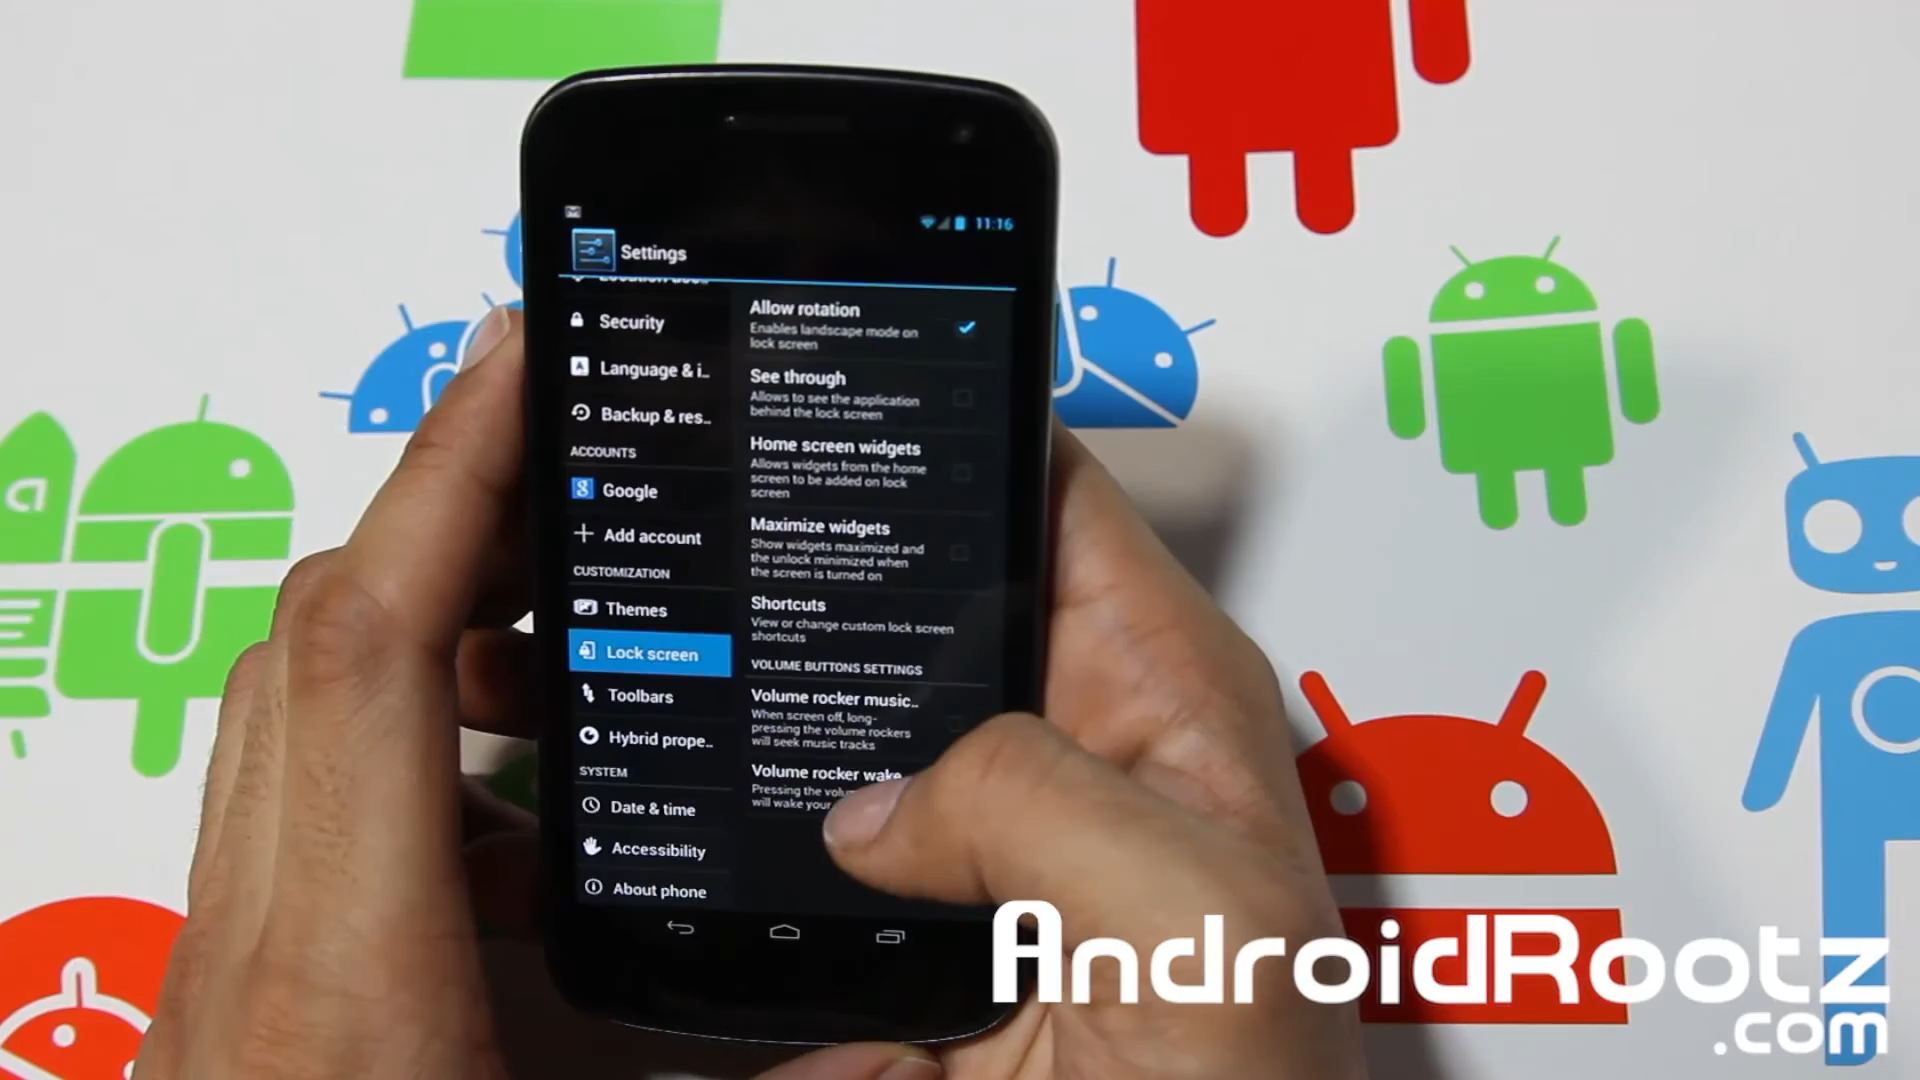 11:16
Settings
Security
Language & i..
Backup & res..
ACCOUNTS
Google
Add account
CUSTOMIZATION
Themes
Lock screen
Toolbars
Hybrid prope..
SYSTEM
Date & time
Accessibility
About phone
Allow rotation
Enables landscape mode on
lock screen
See through
Allows to see the application
behind the lock screen
Home screen widgets
Allows widgets from the home
screen to be added on lock
screen
Maximize widgets
Show widgets maximized and
the unlock minimized when
the screen is turned on
Shortcuts
View or change custom lock screen
shortcuts
VOLUME BUTTONS SETTINGS
Volume rocker music..
When screen off, long-
pressing the volume rockers
will seek music tracks
Volume rocker wake
Pressing the
will wake your
a
AndroidRootz
.com